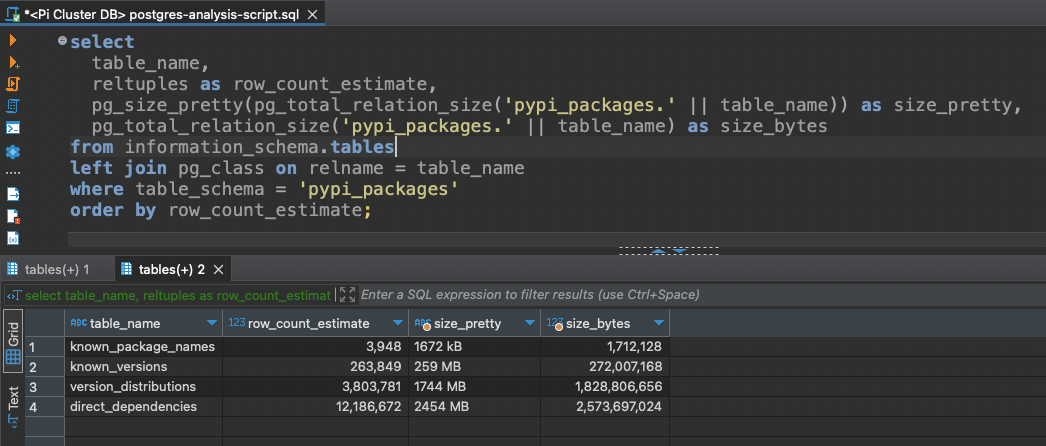 *<Pi Cluster DB> postgres-analysis-script.sql
select
table_name,
reltuples as row_count_estimate,
pg_size_pretty(pg_total_relation_size('pypi_packages.' || table_name)) as size_pretty,
pg_total_relation_size('pypi_packages.' || table_name) as size_bytes
from information_schema.tables
left join pg_class on relname = table_name
where table_schema = 'pypi_packages'
order by row_count_estimate;
tables(+) 1 tables(+) 2
select table_name, reltuples as row_count_estimat Enter a SQL expression to filter results (use Ctrl+Space)
Grid
Text
ABC table_name 123 row_count_estimate ABC size_pretty 123 size_bytes
1 known_package_names 3,948 1672 kB 1,712,128
2 known_versions 263,849 259 MB 272,007,168
3 version_distributions 3,803,781 1744 MB 1,828,806,656
4 direct_dependencies 12,186,672 2454 MB 2,573,697,024